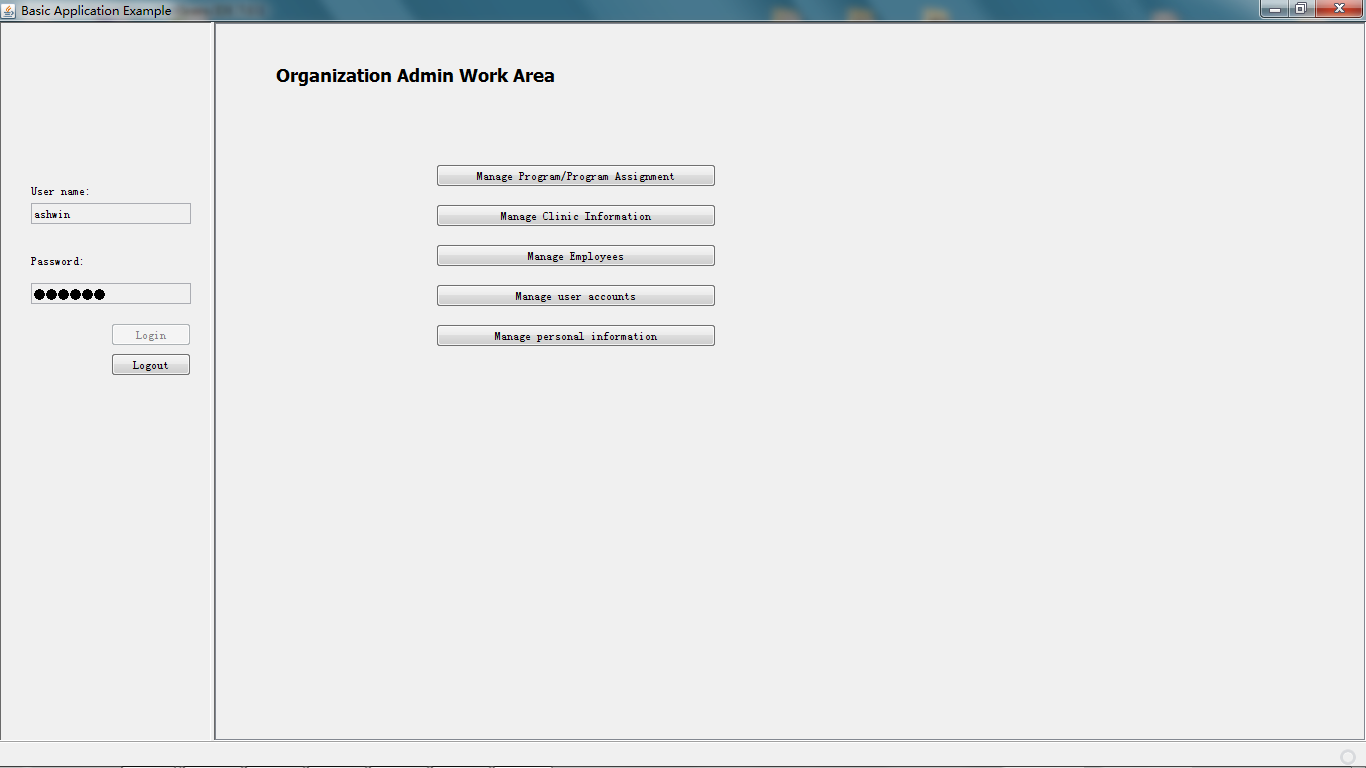 Basic Application Example
Organization Admin Work Area
User name:
ashwin
Password:
Login
Logout
Manage Program/Program Assignment
Manage Clinic Information
Manage Employees
Manage user accounts
Manage personal information